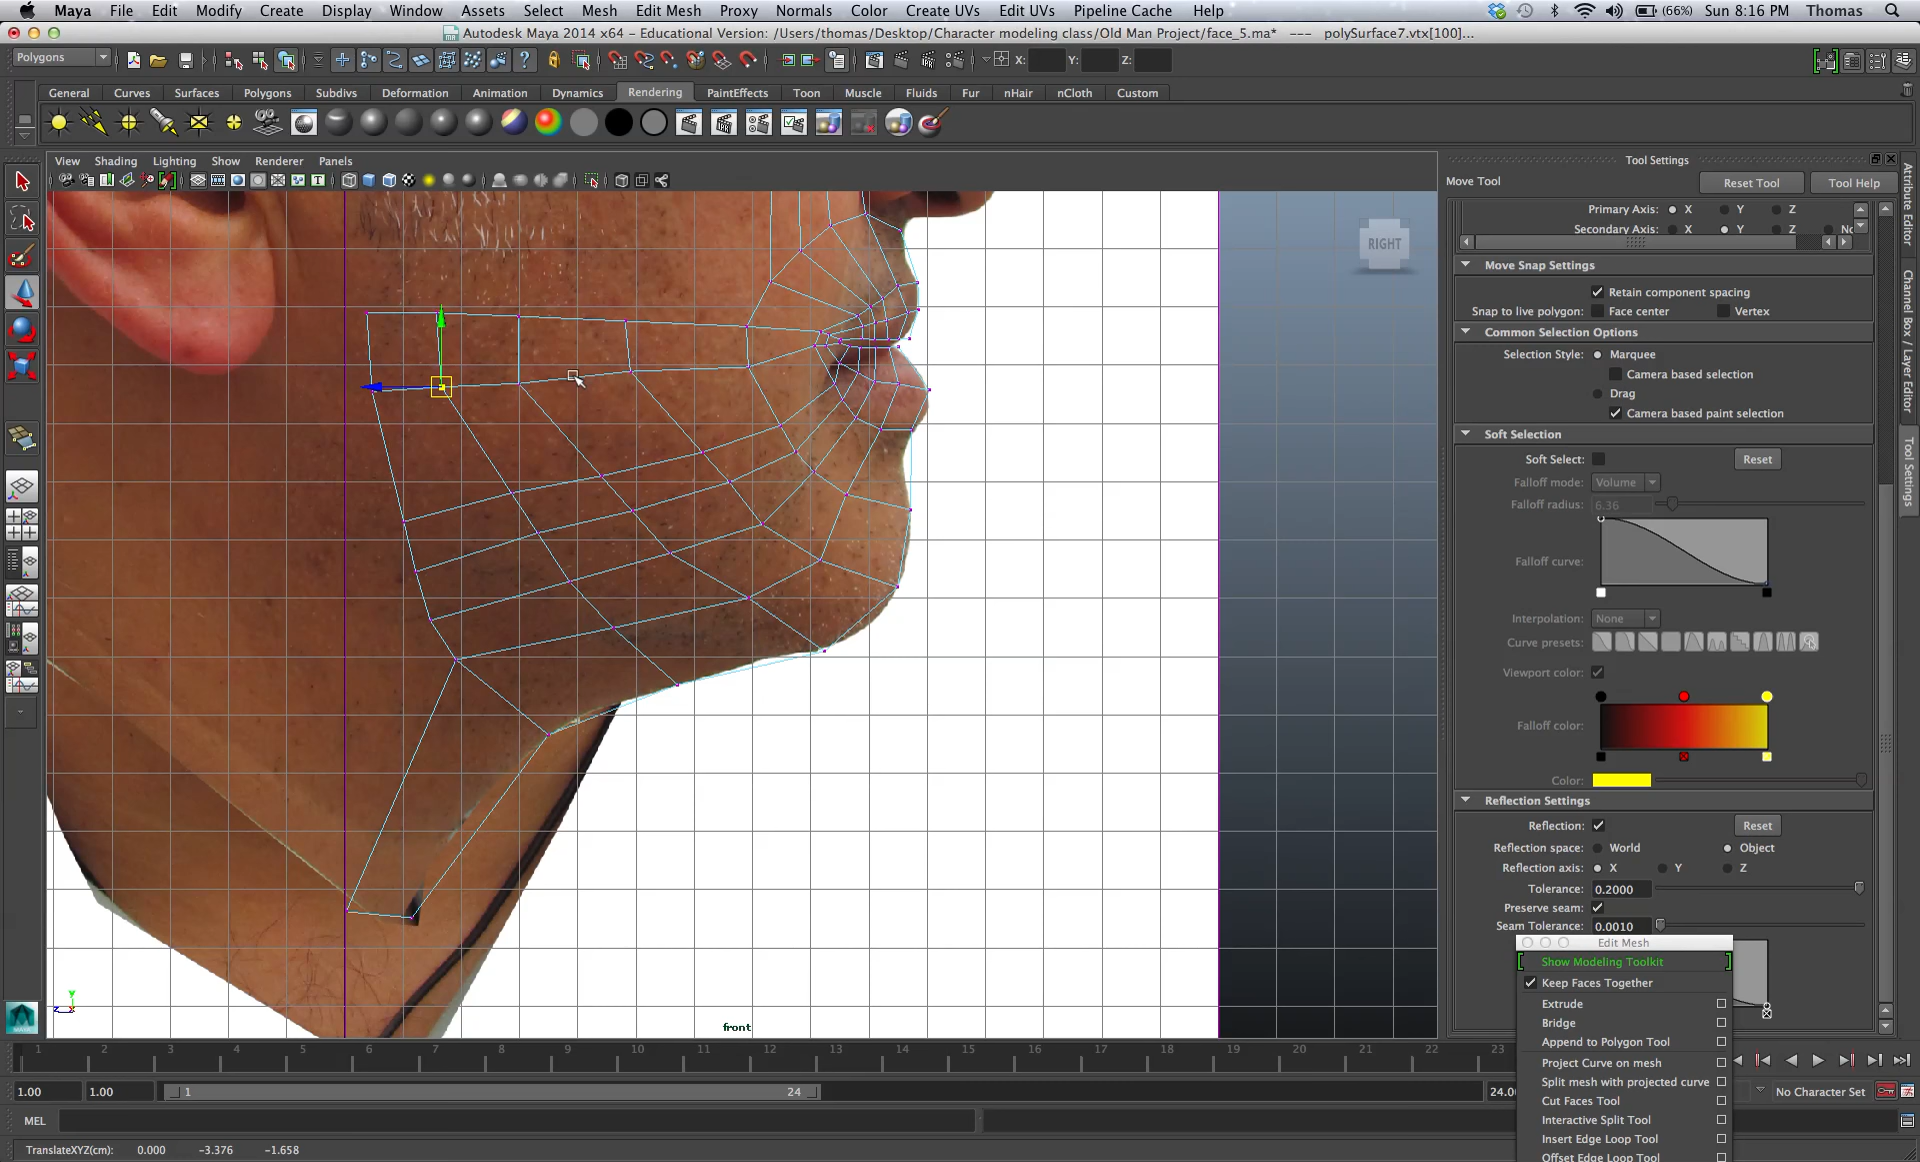 Maya File Edit Modify Create Display Window Assets Select Mesh Edit Mesh Proxy Normals Color Create UVs Edit UVs Pipeline Cache Help (66%) Sun 8:16 PM Thomas
Autodesk Maya 2014 x64 - Educational Version: /Users/thomas/Desktop/Character modeling class/Old Man Project/face_5.ma* --- polySurface7.vtx[100]...
Polygons X: Y: Z:
General Curves Surfaces Polygons Subdivs Deformation Animation Dynamics Rendering PaintEffects Toon Muscle Fluids Fur nHair nCloth Custom
View Shading Lighting Show Renderer Panels
Tool Settings
Move Tool Reset Tool Tool Help
Primary Axis: X Y Z
Secondary Axis: X Y Z
Move Snap Settings
Retain component spacing
Snap to live polygon: Face center Vertex
Common Selection Options
Selection Style: Marquee
Camera based selection
Drag
Camera based paint selection
Soft Selection
Soft Select: Reset
Falloff mode: Volume
Falloff radius: 6.36
Falloff curve:
Interpolation: None
Curve presets:
Viewport color:
Falloff color:
Color:
Reflection Settings
Reflection: Reset
Reflection space: World Object
Reflection axis: X Y Z
Tolerance: 0.2000
Preserve seam:
Seam Tolerance: 0.0010
Attribute Editor
Channel Box / Layer Editor
Tool Settings
RIGHT
y
z x
front
Edit Mesh
Show Modeling Toolkit
Keep Faces Together
Extrude
Bridge
Append to Polygon Tool
Project Curve on mesh
Split mesh with projected curve
Cut Faces Tool
Interactive Split Tool
Insert Edge Loop Tool
Offset Edge Loop Tool
1 2 3 4 5 6 7 8 9 10 11 12 13 14 15 16 17 18 19 20 21 22 23
1.00 1.00 1 24 24.0 No Character Set
MEL
TranslateXYZ(cm): 0.000 -3.376 -1.658